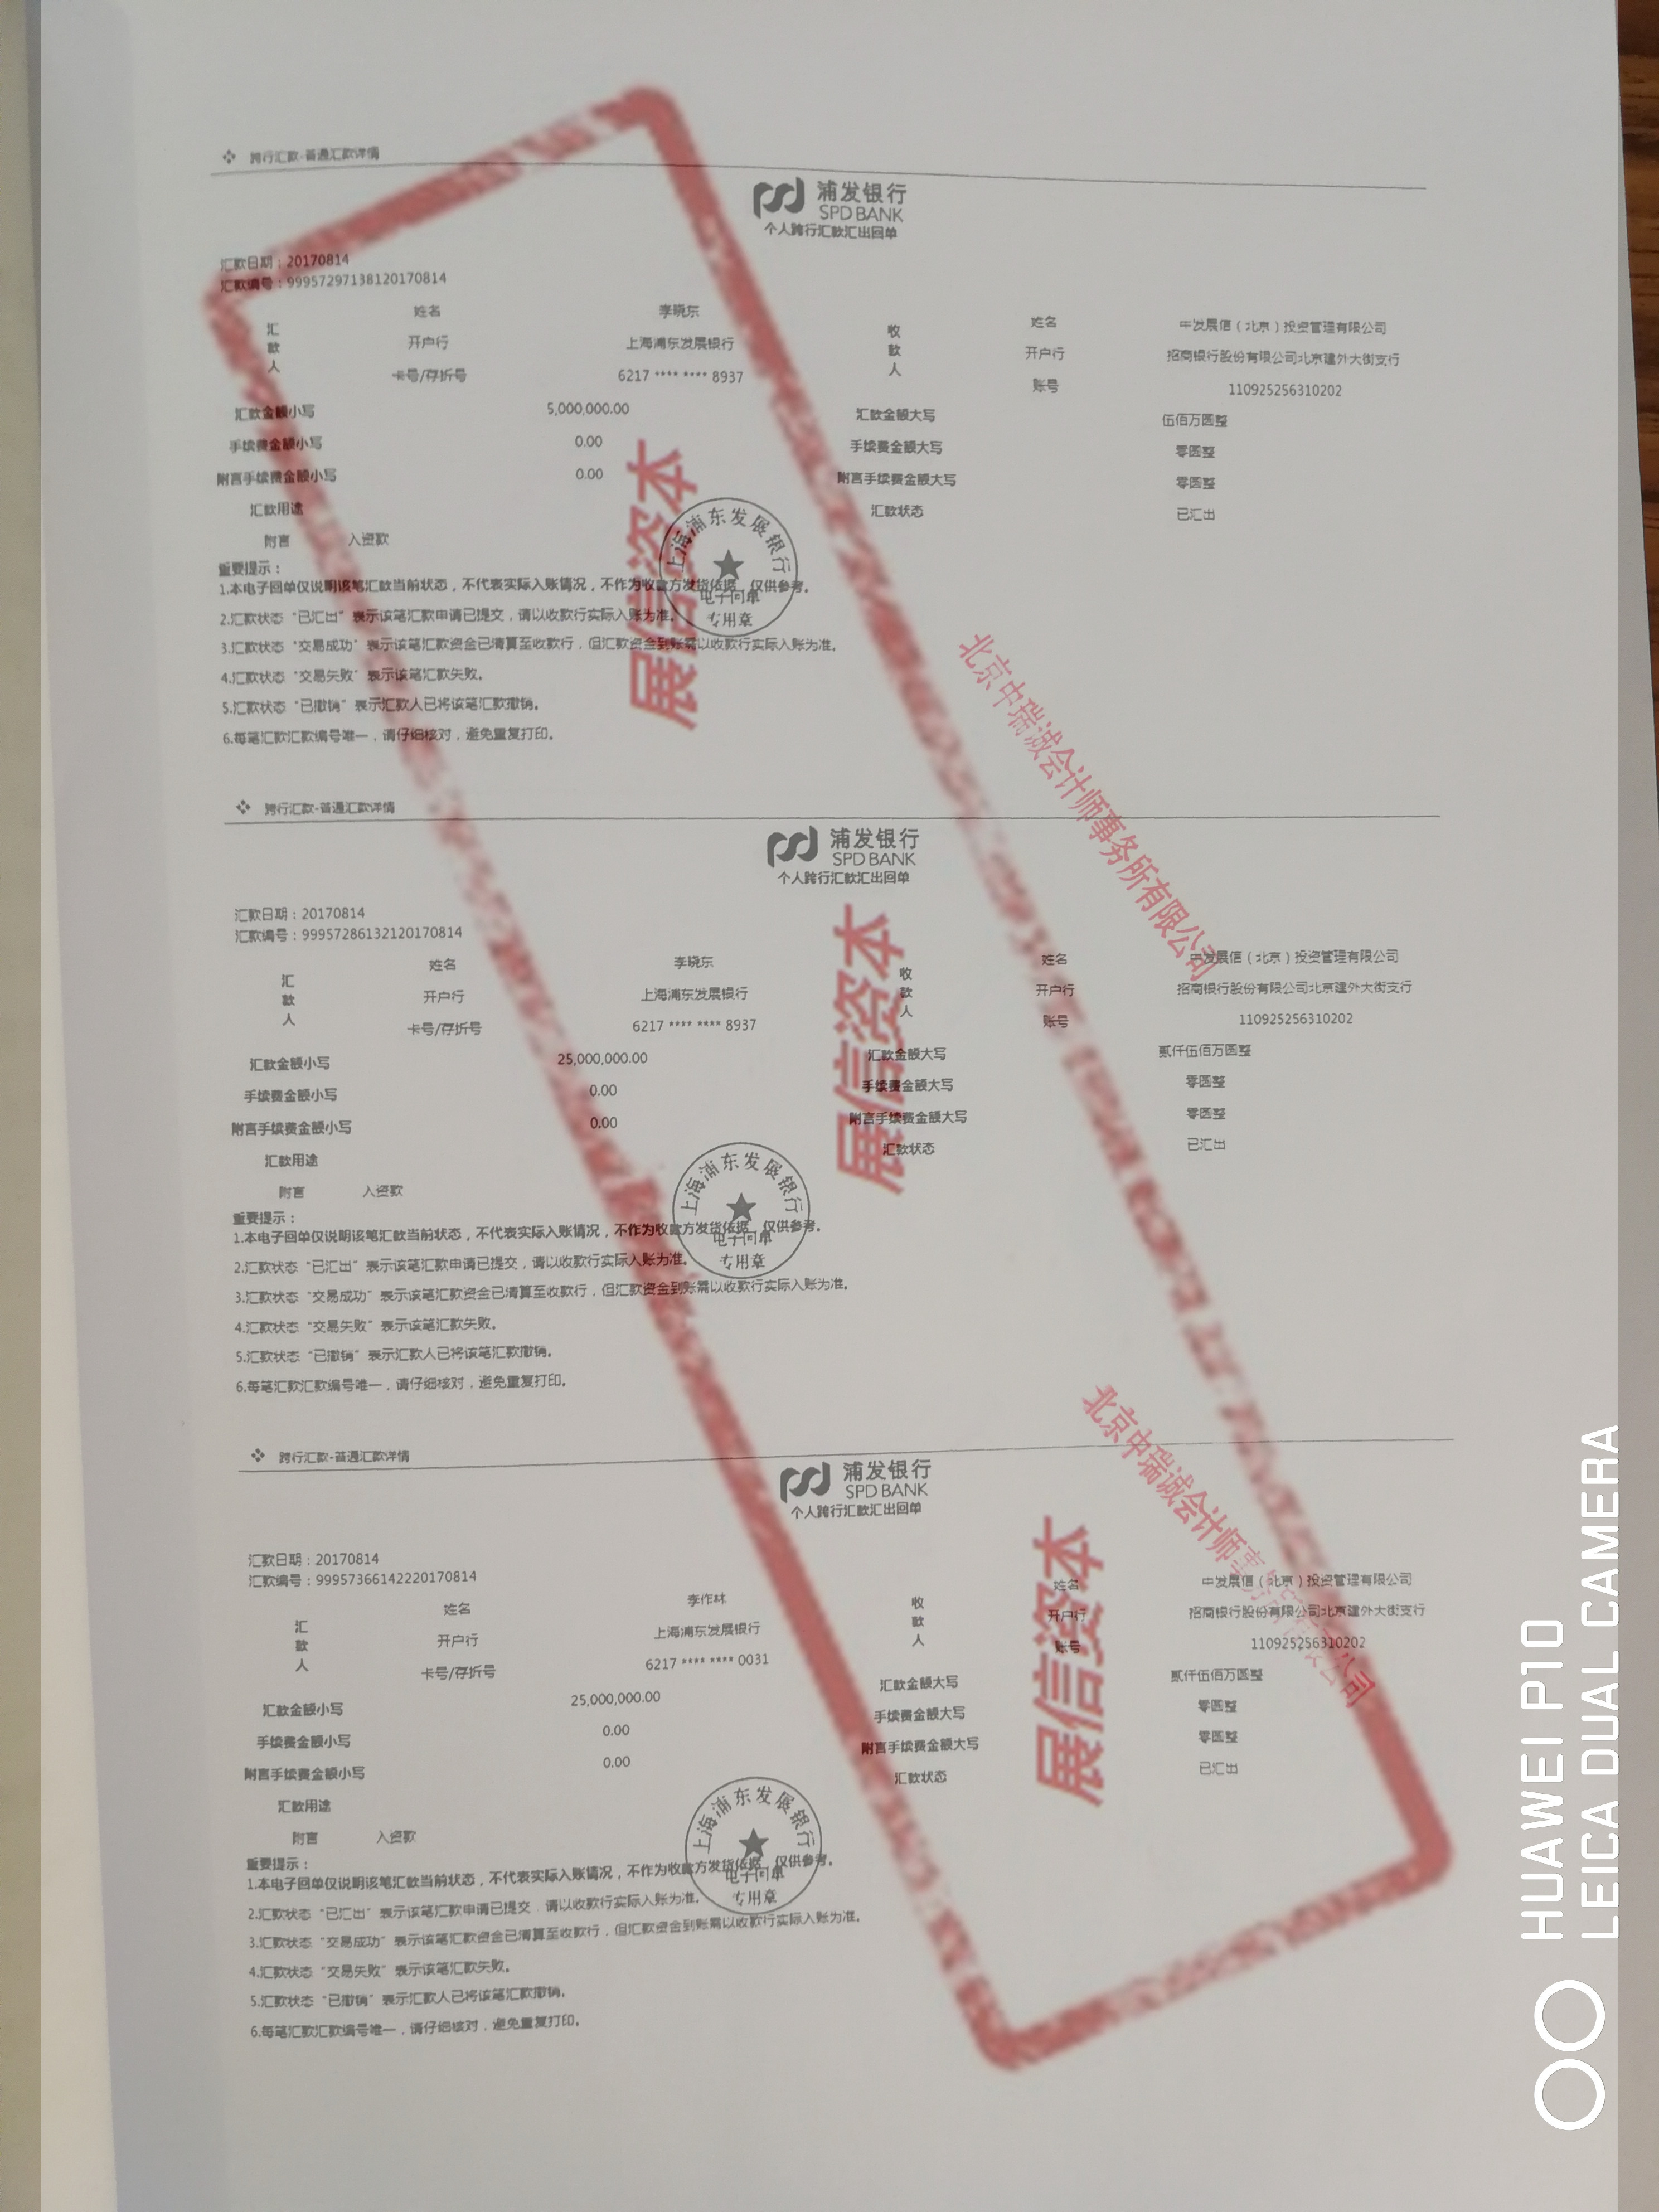 跨行汇款-普通汇款详情
浦发银行
SPD BANK
个人跨行汇款汇出回单
汇款日期：20170814
汇款编号：99957297138120170814
汇款人 姓名 李晓东 收款人 姓名 中发展信（北京）投资管理有限公司
开户行 上海浦东发展银行 开户行 招商银行股份有限公司北京建外大街支行
卡号/存折号 6217 **** **** 8937 账号 110925256310202
汇款金额小写 5,000,000.00 汇款金额大写 伍佰万圆整
手续费金额小写 0.00 手续费金额大写 零圆整
附言手续费金额小写 0.00 附言手续费金额大写 零圆整
汇款用途 汇款状态 已汇出
附言 入资款
重要提示：
1.本电子回单仅说明该笔汇款当前状态，不代表实际入账情况，不作为收款方发货依据，仅供参考。
2.汇款状态“已汇出”表示该笔汇款申请已提交，请以收款行实际入账为准。
3.汇款状态“交易成功”表示该笔汇款资金已清算至收款行，但汇款资金到账需以收款行实际入账为准。
4.汇款状态“交易失败”表示该笔汇款失败。
5.汇款状态“已撤销”表示汇款人已将该笔汇款撤销。
6.每笔汇款汇款编号唯一，请仔细核对，避免重复打印。
上海浦东发展银行
电子回单
专用章
展信资本
北京中瑞诚会计师事务所有限公司
跨行汇款-普通汇款详情
浦发银行
SPD BANK
个人跨行汇款汇出回单
汇款日期：20170814
汇款编号：99957286132120170814
汇款人 姓名 李晓东 收款人 姓名 中发展信（北京）投资管理有限公司
开户行 上海浦东发展银行 开户行 招商银行股份有限公司北京建外大街支行
卡号/存折号 6217 **** **** 8937 账号 110925256310202
汇款金额小写 25,000,000.00 汇款金额大写 贰仟伍佰万圆整
手续费金额小写 0.00 手续费金额大写 零圆整
附言手续费金额小写 0.00 附言手续费金额大写 零圆整
汇款用途 汇款状态 已汇出
附言 入资款
重要提示：
1.本电子回单仅说明该笔汇款当前状态，不代表实际入账情况，不作为收款方发货依据，仅供参考。
2.汇款状态“已汇出”表示该笔汇款申请已提交，请以收款行实际入账为准。
3.汇款状态“交易成功”表示该笔汇款资金已清算至收款行，但汇款资金到账需以收款行实际入账为准。
4.汇款状态“交易失败”表示该笔汇款失败。
5.汇款状态“已撤销”表示汇款人已将该笔汇款撤销。
6.每笔汇款汇款编号唯一，请仔细核对，避免重复打印。
上海浦东发展银行
电子回单
专用章
展信资本
跨行汇款-普通汇款详情
浦发银行
SPD BANK
个人跨行汇款汇出回单
汇款日期：20170814
汇款编号：99957366142220170814
汇款人 姓名 李作林 收款人 姓名 中发展信（北京）投资管理有限公司
开户行 上海浦东发展银行 开户行 招商银行股份有限公司北京建外大街支行
卡号/存折号 6217 **** **** 0031 账号 110925256310202
汇款金额小写 25,000,000.00 汇款金额大写 贰仟伍佰万圆整
手续费金额小写 0.00 手续费金额大写 零圆整
附言手续费金额小写 0.00 附言手续费金额大写 零圆整
汇款用途 汇款状态 已汇出
附言 入资款
重要提示：
1.本电子回单仅说明该笔汇款当前状态，不代表实际入账情况，不作为收款方发货依据，仅供参考。
2.汇款状态“已汇出”表示该笔汇款申请已提交，请以收款行实际入账为准。
3.汇款状态“交易成功”表示该笔汇款资金已清算至收款行，但汇款资金到账需以收款行实际入账为准。
4.汇款状态“交易失败”表示该笔汇款失败。
5.汇款状态“已撤销”表示汇款人已将该笔汇款撤销。
6.每笔汇款汇款编号唯一，请仔细核对，避免重复打印。
上海浦东发展银行
电子回单
专用章
展信资本
北京中瑞诚会计师事务所有限公司
HUAWEI P10
LEICA DUAL CAMERA